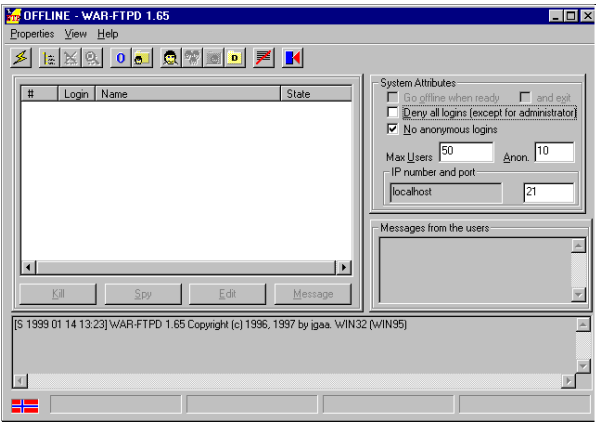 OFFLINE - WAR-FTPD 1.65
Properties View Help
0 D
# Login Name State
Kill Spy Edit Message
System Attributes
Go offline when ready and exit
Deny all logins (except for administrator)
No anonymous logins
Max Users 50 Anon. 10
IP number and port
localhost 21
Messages from the users
[S 1999 01 14 13:23] WAR-FTPD 1.65 Copyright (c) 1996, 1997 by jgaa. WIN32 (WIN95)